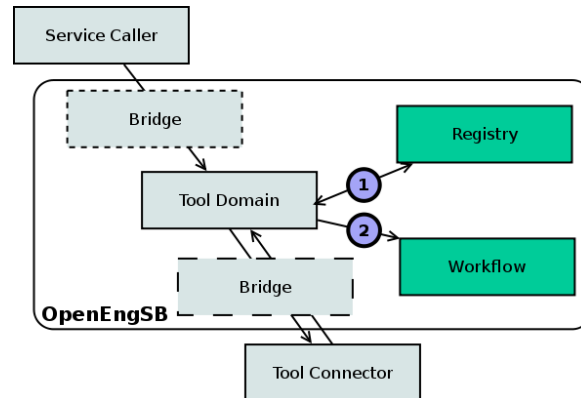 Service Caller
Bridge
Registry
1
Tool Domain
2
Bridge
Workflow
OpenEngSB
Tool Connector